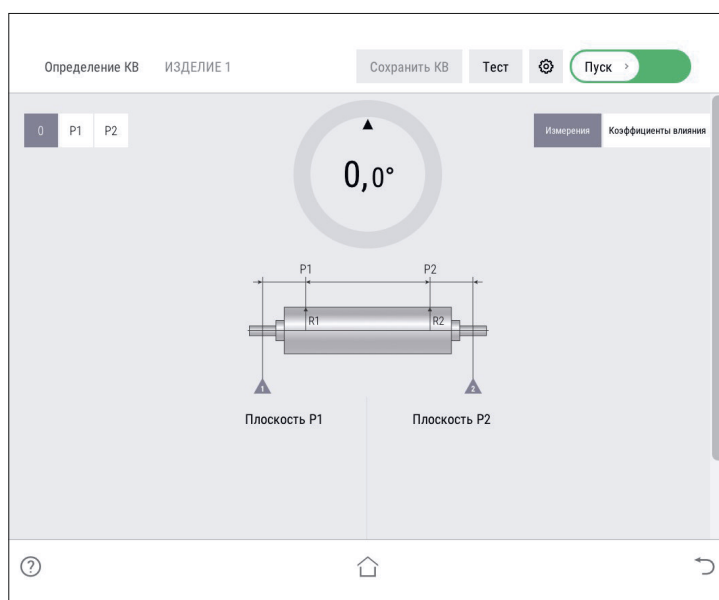 Определение КВ ИЗДЕЛИЕ 1 Сохранить КВ Тест Пуск >
0 P1 P2 Измерения Коэффициенты влияния
0,0°
P1 P2
R1 R2
1 2
Плоскость P1 Плоскость P2
?